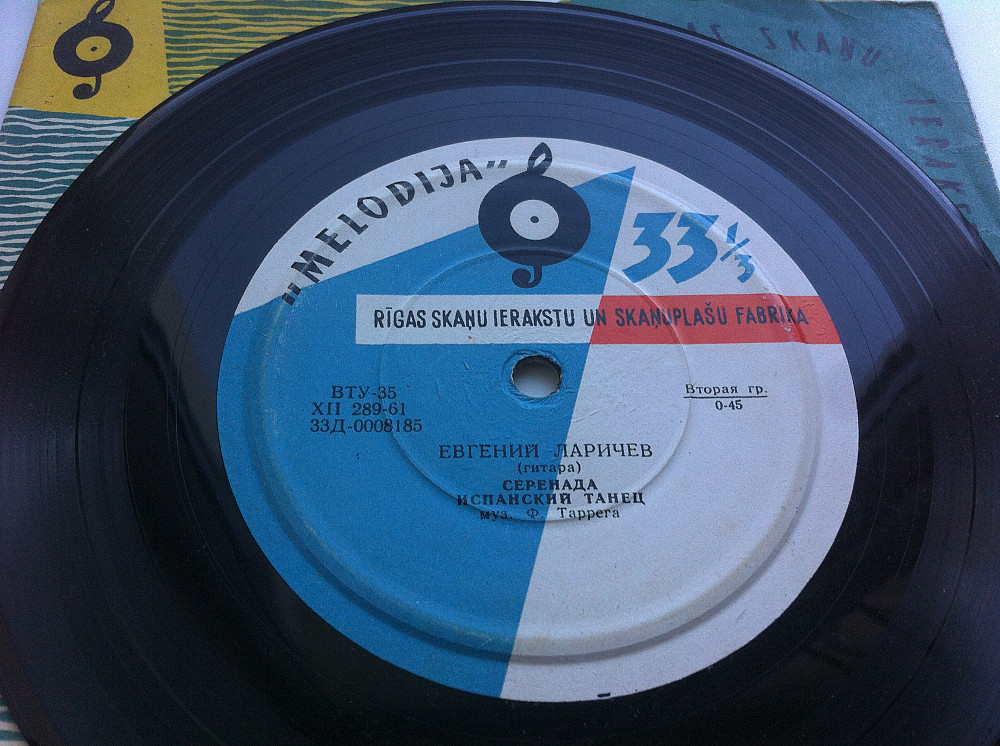 SKAŅU
„MELODIJA”
33⅓
RĪGAS SKAŅU IERAKSTU UN SKAŅUPLAŠU FABRIKA
ВТУ-35
ХП 289-61
33Д-0008185
Вторая гр.
0-45
ЕВГЕНИЙ ЛАРИЧЕВ
(гитара)
СЕРЕНАДА
ИСПАНСКИЙ ТАНЕЦ
муз. Ф. Таррега